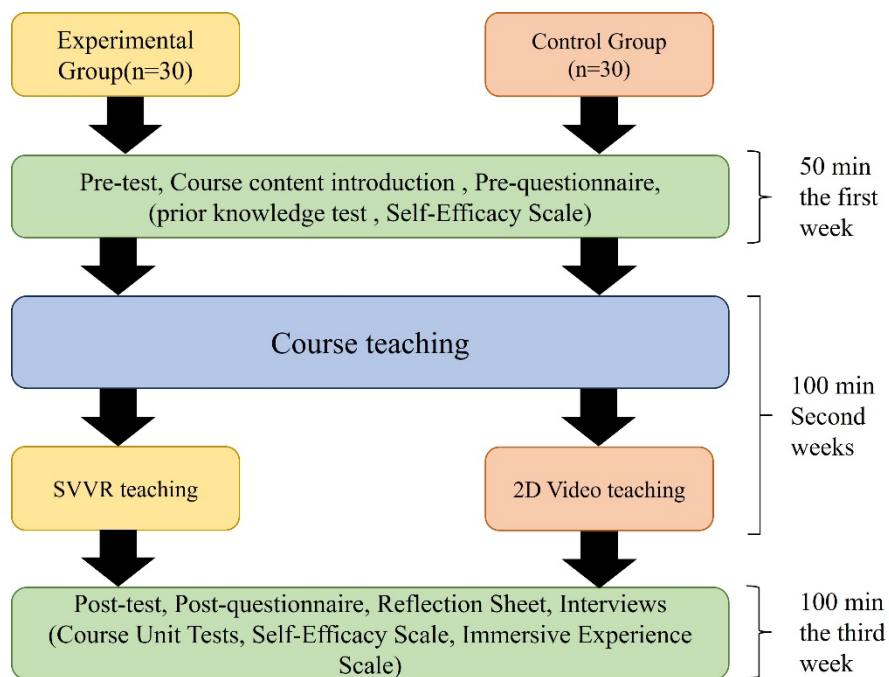 Experimental
Group(n=30)
Control Group
(n=30)
Pre-test, Course content introduction , Pre-questionnaire,
(prior knowledge test , Self-Efficacy Scale)
50 min
the first
week
Course teaching
100 min
Second
weeks
SVVR teaching
2D Video teaching
Post-test, Post-questionnaire, Reflection Sheet, Interviews
(Course Unit Tests, Self-Efficacy Scale, Immersive Experience
Scale)
100 min
the third
week